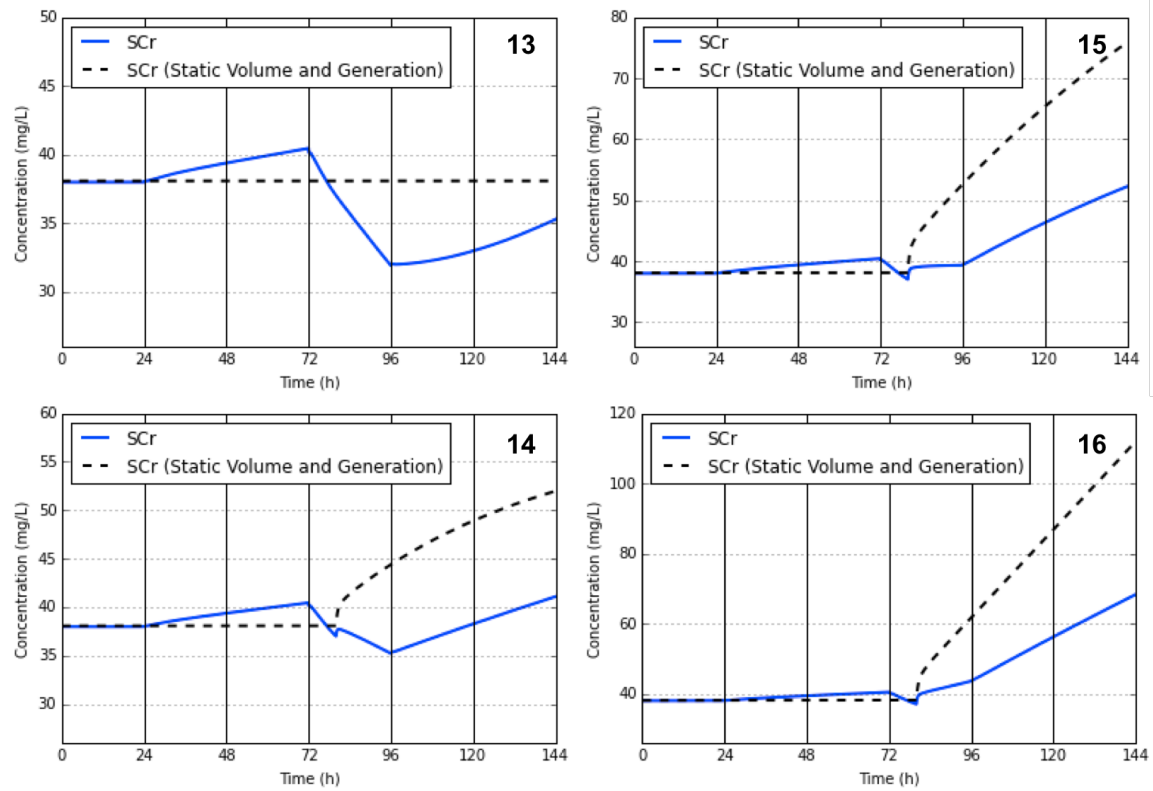 50
45
40
35
30
Concentration (mg/L)
SCr
SCr (Static Volume and Generation)
13
0 24 48 72 96 120 144
Time (h)
80
70
60
50
40
30
Concentration (mg/L)
SCr
SCr (Static Volume and Generation)
15
0 24 48 72 96 120 144
Time (h)
60
55
50
45
40
35
30
Concentration (mg/L)
SCr
SCr (Static Volume and Generation)
14
0 24 48 72 96 120 144
Time (h)
120
100
80
60
40
Concentration (mg/L)
SCr
SCr (Static Volume and Generation)
16
0 24 48 72 96 120 144
Time (h)